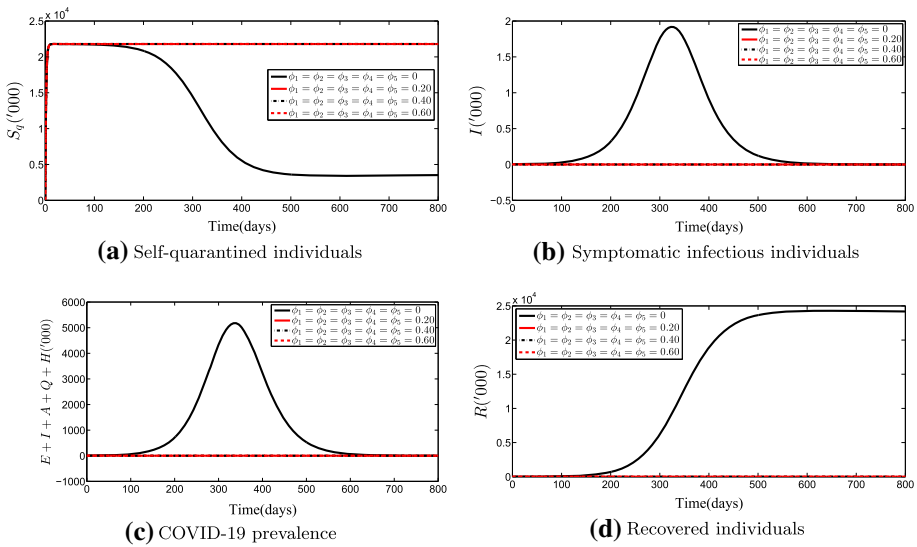 x 10⁴
2.5
2
1.5
1
0.5
0
S_q('000)
ϕ₁ = ϕ₂ = ϕ₃ = ϕ₄ = ϕ₅ = 0
ϕ₁ = ϕ₂ = ϕ₃ = ϕ₄ = ϕ₅ = 0.20
ϕ₁ = ϕ₂ = ϕ₃ = ϕ₄ = ϕ₅ = 0.40
ϕ₁ = ϕ₂ = ϕ₃ = ϕ₄ = ϕ₅ = 0.60
0 100 200 300 400 500 600 700 800
Time(days)
(a) Self-quarantined individuals
2
1.5
1
0.5
0
−0.5
I('000)
ϕ₁ = ϕ₂ = ϕ₃ = ϕ₄ = ϕ₅ = 0
ϕ₁ = ϕ₂ = ϕ₃ = ϕ₄ = ϕ₅ = 0.20
ϕ₁ = ϕ₂ = ϕ₃ = ϕ₄ = ϕ₅ = 0.40
ϕ₁ = ϕ₂ = ϕ₃ = ϕ₄ = ϕ₅ = 0.60
0 100 200 300 400 500 600 700 800
Time(days)
(b) Symptomatic infectious individuals
6000
5000
4000
3000
2000
1000
0
−1000
E + I + A + Q + H('000)
ϕ₁ = ϕ₂ = ϕ₃ = ϕ₄ = ϕ₅ = 0
ϕ₁ = ϕ₂ = ϕ₃ = ϕ₄ = ϕ₅ = 0.20
ϕ₁ = ϕ₂ = ϕ₃ = ϕ₄ = ϕ₅ = 0.40
ϕ₁ = ϕ₂ = ϕ₃ = ϕ₄ = ϕ₅ = 0.60
0 100 200 300 400 500 600 700 800
Time(days)
(c) COVID-19 prevalence
x 10⁴
2.5
2
1.5
1
0.5
0
R('000)
ϕ₁ = ϕ₂ = ϕ₃ = ϕ₄ = ϕ₅ = 0
ϕ₁ = ϕ₂ = ϕ₃ = ϕ₄ = ϕ₅ = 0.20
ϕ₁ = ϕ₂ = ϕ₃ = ϕ₄ = ϕ₅ = 0.40
ϕ₁ = ϕ₂ = ϕ₃ = ϕ₄ = ϕ₅ = 0.60
0 100 200 300 400 500 600 700 800
Time(days)
(d) Recovered individuals